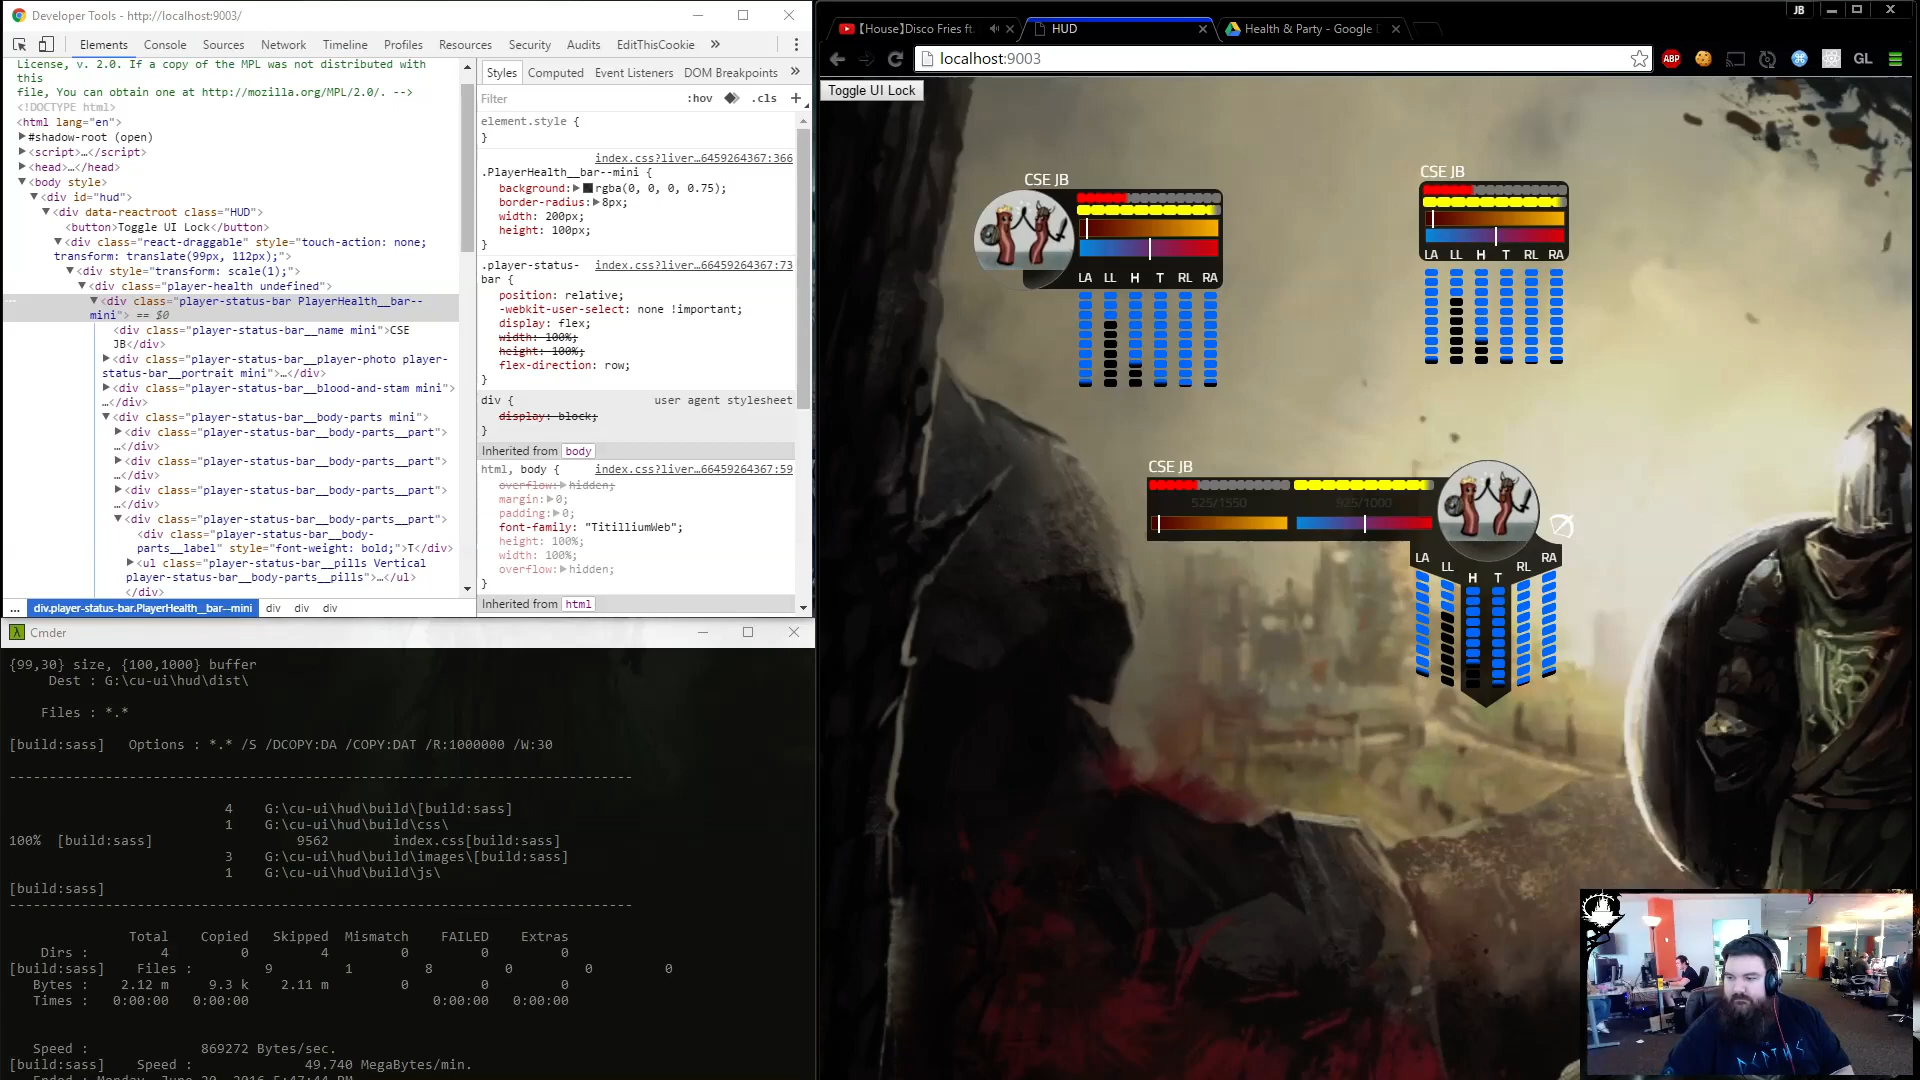 Developer Tools - http://localhost:9003/
Elements Console Sources Network Timeline Profiles Resources Security Audits EditThisCookie »
License, v. 2.0. If a copy of the MPL was not distributed with
this
file, You can obtain one at http://mozilla.org/MPL/2.0/. -->
<!DOCTYPE html>
<html lang="en">
#shadow-root (open)
<script>…</script>
<head>…</head>
<body style>
<div id="hud">
<div data-reactroot class="HUD">
<button>Toggle UI Lock</button>
<div class="react-draggable" style="touch-action: none;
transform: translate(99px, 112px);">
<div style="transform: scale(1);">
<div class="player-health undefined">
<div class="player-status-bar PlayerHealth__bar--
mini"> == $0
<div class="player-status-bar__name mini">CSE
JB</div>
<div class="player-status-bar__player-photo player-
status-bar__portrait mini">…</div>
<div class="player-status-bar__blood-and-stam mini">
…</div>
<div class="player-status-bar__body-parts mini">
<div class="player-status-bar__body-parts__part">
…</div>
<div class="player-status-bar__body-parts__part">
…</div>
<div class="player-status-bar__body-parts__part">
…</div>
<div class="player-status-bar__body-parts__part">
<div class="player-status-bar__body-
parts__label" style="font-weight: bold;">T</div>
<ul class="player-status-bar__pills Vertical
player-status-bar__body-parts__pills">…</ul>
</div>
... div.player-status-bar.PlayerHealth__bar--mini div div div
Styles Computed Event Listeners DOM Breakpoints »
Filter :hov .cls +
element.style {
}
index.css?liver…6459264367:366
.PlayerHealth__bar--mini {
background: rgba(0, 0, 0, 0.75);
border-radius: 8px;
width: 200px;
height: 100px;
}
.player-status- index.css?liver…66459264367:73
bar {
position: relative;
-webkit-user-select: none !important;
display: flex;
width: 100%;
height: 100%;
flex-direction: row;
}
div { user agent stylesheet
display: block;
}
Inherited from body
html, body { index.css?liver…66459264367:59
overflow: hidden;
margin: 0;
padding: 0;
font-family: "TitilliumWeb";
height: 100%;
width: 100%;
overflow: hidden;
}
Inherited from html
λ Cmder
{99,30} size, {100,1000} buffer
Dest : G:\cu-ui\hud\dist\
Files : *.*
[build:sass] Options : *.* /S /DCOPY:DA /COPY:DAT /R:1000000 /W:30
------------------------------------------------------------------------------
4 G:\cu-ui\hud\build\[build:sass]
1 G:\cu-ui\hud\build\css\
100% [build:sass] 9562 index.css[build:sass]
3 G:\cu-ui\hud\build\images\[build:sass]
1 G:\cu-ui\hud\build\js\
[build:sass]
------------------------------------------------------------------------------
Total Copied Skipped Mismatch FAILED Extras
Dirs : 4 0 4 0 0 0
[build:sass] Files : 9 1 8 0 0 0
Bytes : 2.12 m 9.3 k 2.11 m 0 0 0
Times : 0:00:00 0:00:00 0:00:00 0:00:00
Speed : 869272 Bytes/sec.
[build:sass] Speed : 49.740 MegaBytes/min.
Ended : Monday, June 20, 2016 5:47:44 PM
JB
【House】Disco Fries ft. HUD Health & Party - Google
localhost:9003
ABP GL
Toggle UI Lock
CSE JB
LA LL H T RL RA
CSE JB
LA LL H T RL RA
CSE JB
525/1550 925/1000
LA LL H T RL RA